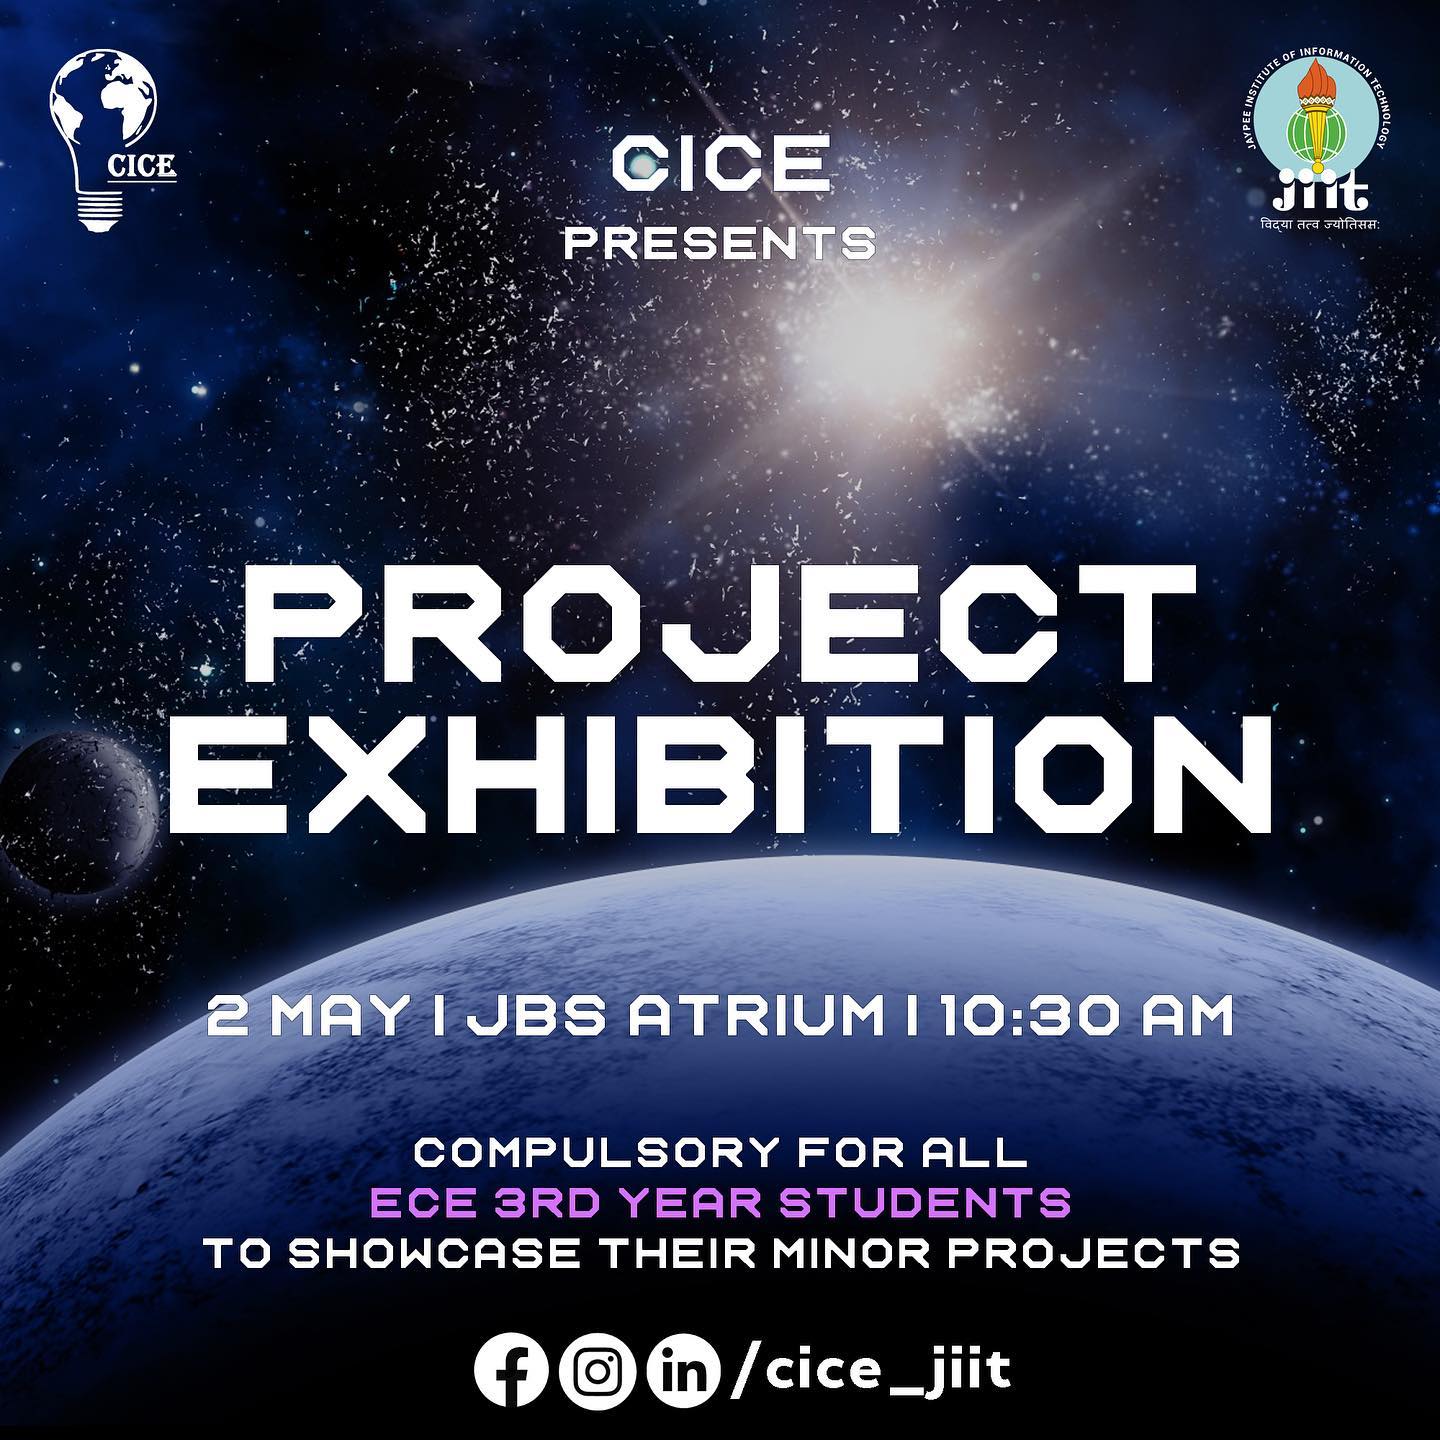 CICE
JAYPEE INSTITUTE OF INFORMATION TECHNOLOGY
jiit
विद्या तत्व ज्योतिसमः
CICE
PRESENTS
PROJECT
EXHIBITION
2 MAY | JBS ATRIUM | 10:30 AM
COMPULSORY FOR ALL
ECE 3RD YEAR STUDENTS
TO SHOWCASE THEIR MINOR PROJECTS
/cice_jiit